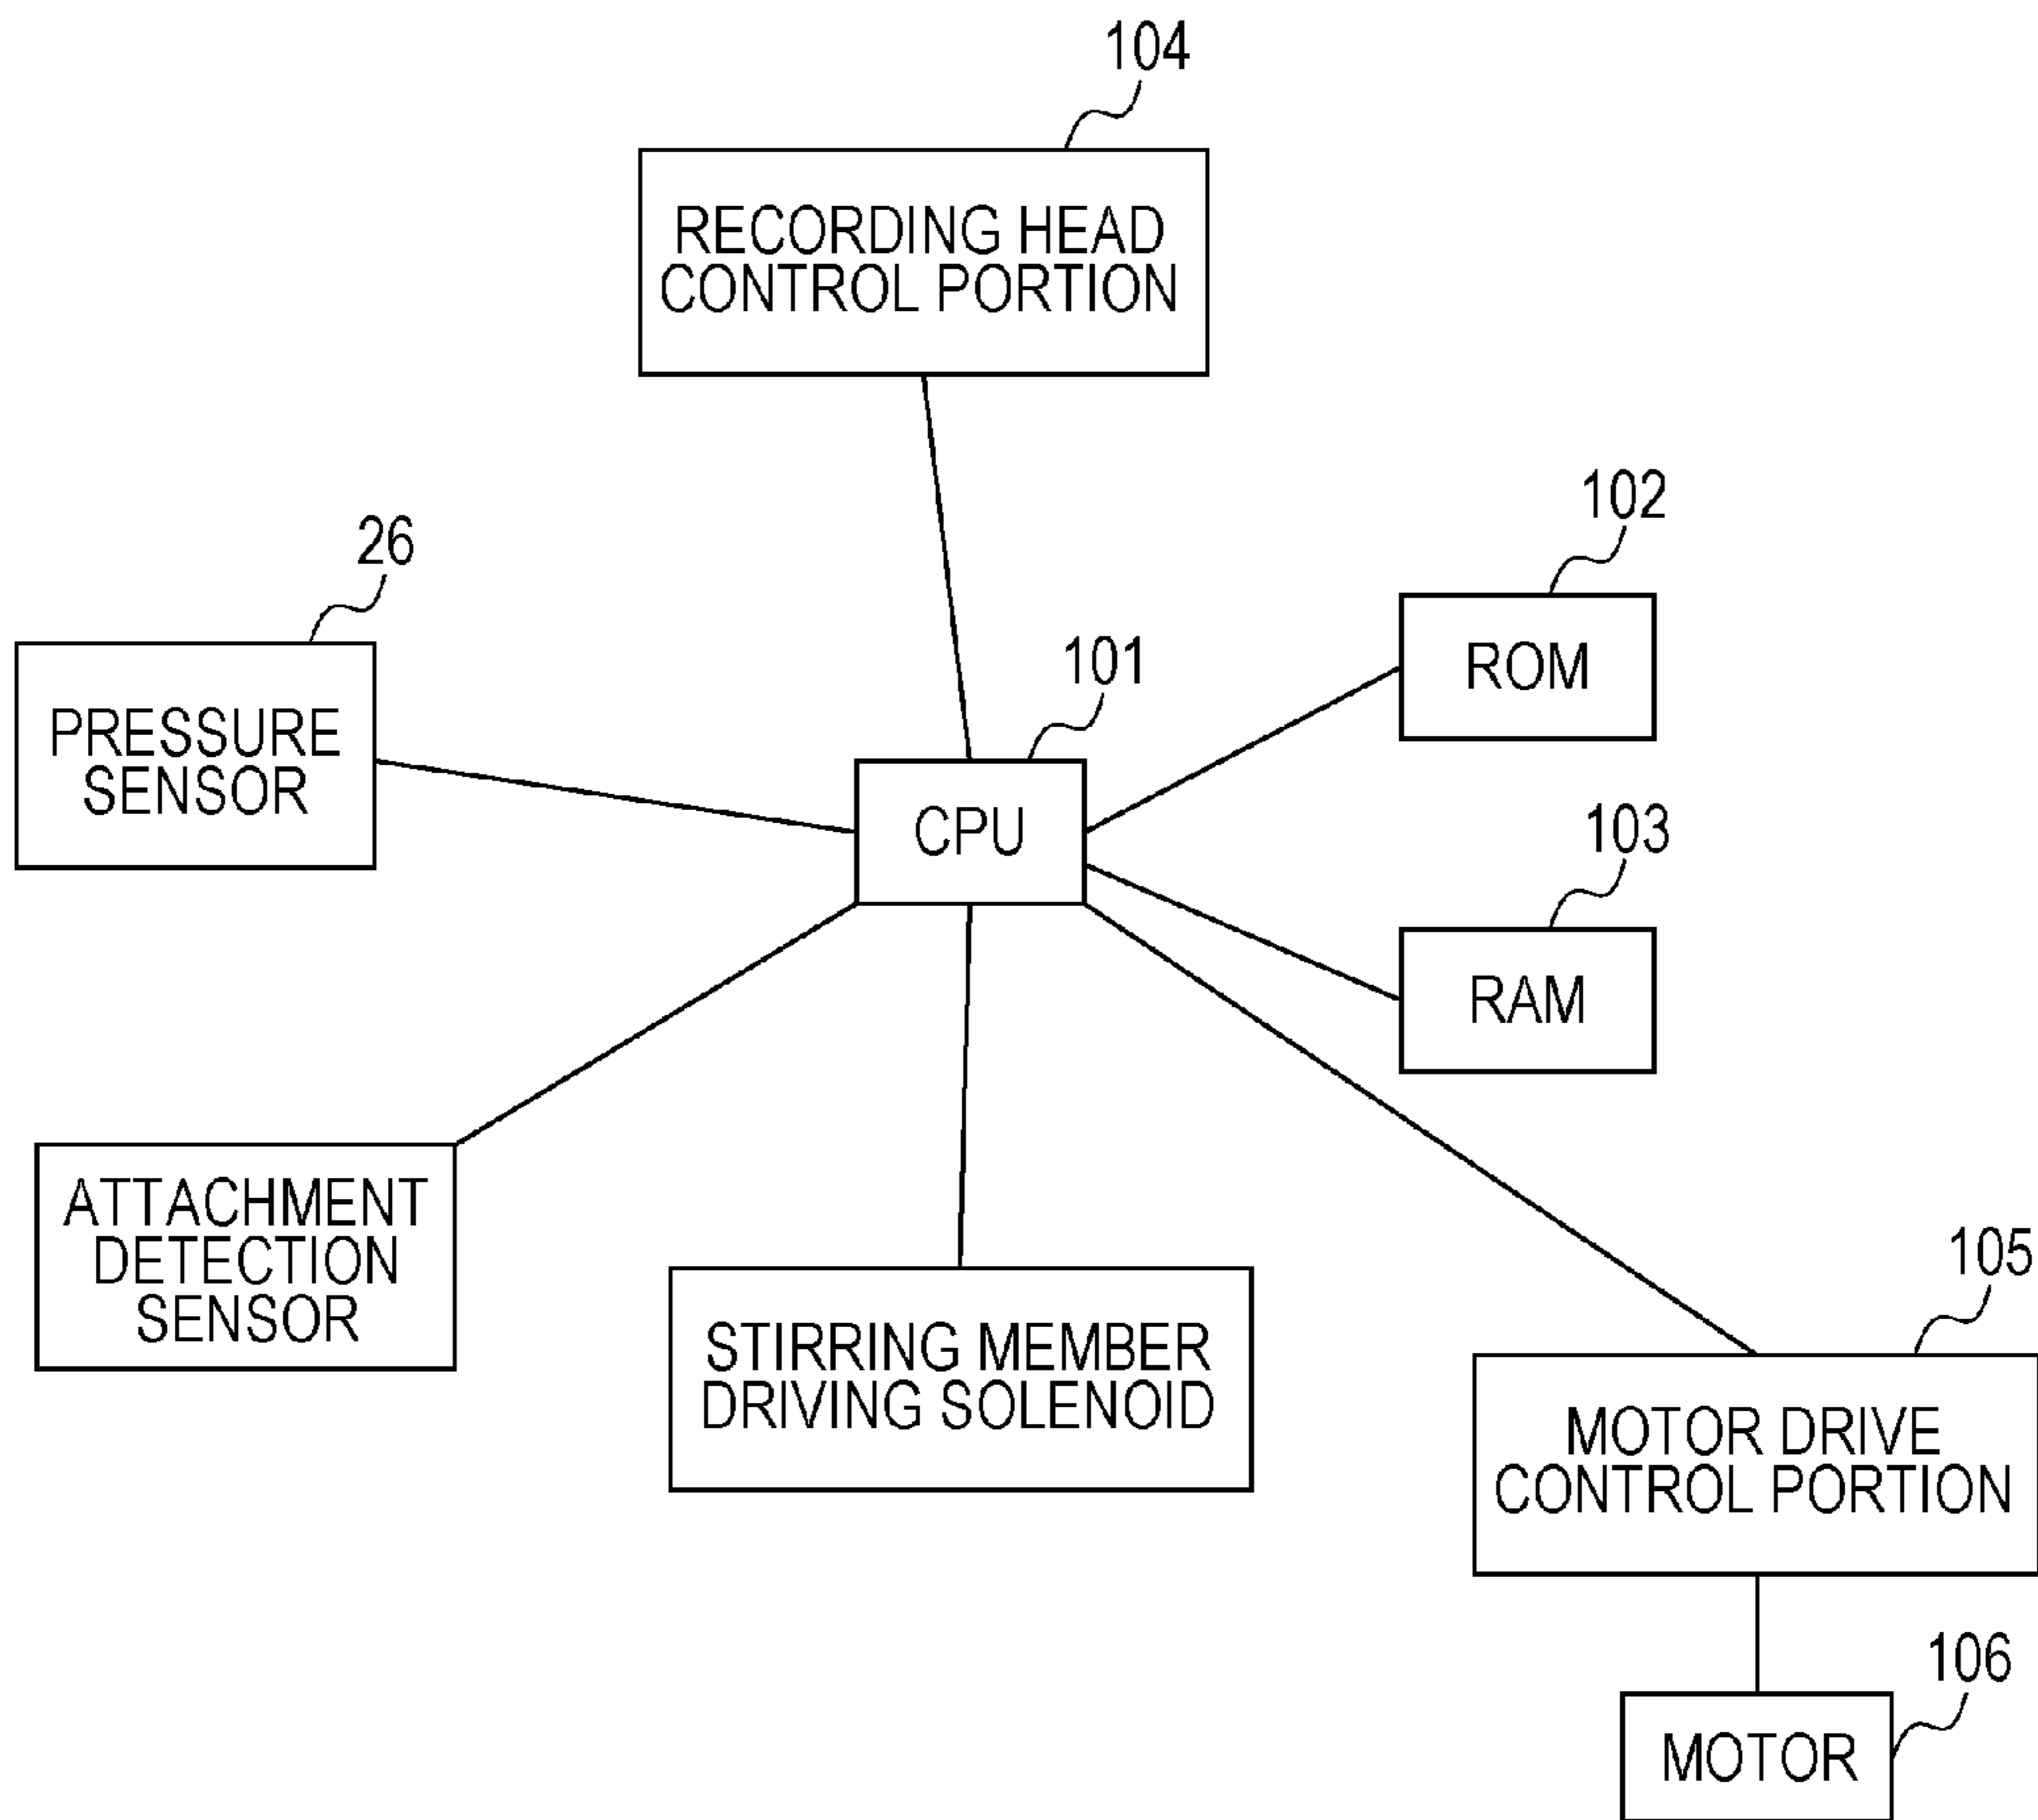 104
RECORDING HEAD
CONTROL PORTION
102
26
ROM
101
PRESSURE
SENSOR
CPU
103
RAM
ATTACHMENT
DETECTION
SENSOR
STIRRING MEMBER
DRIVING SOLENOID
105
MOTOR DRIVE
CONTROL PORTION
106
MOTOR